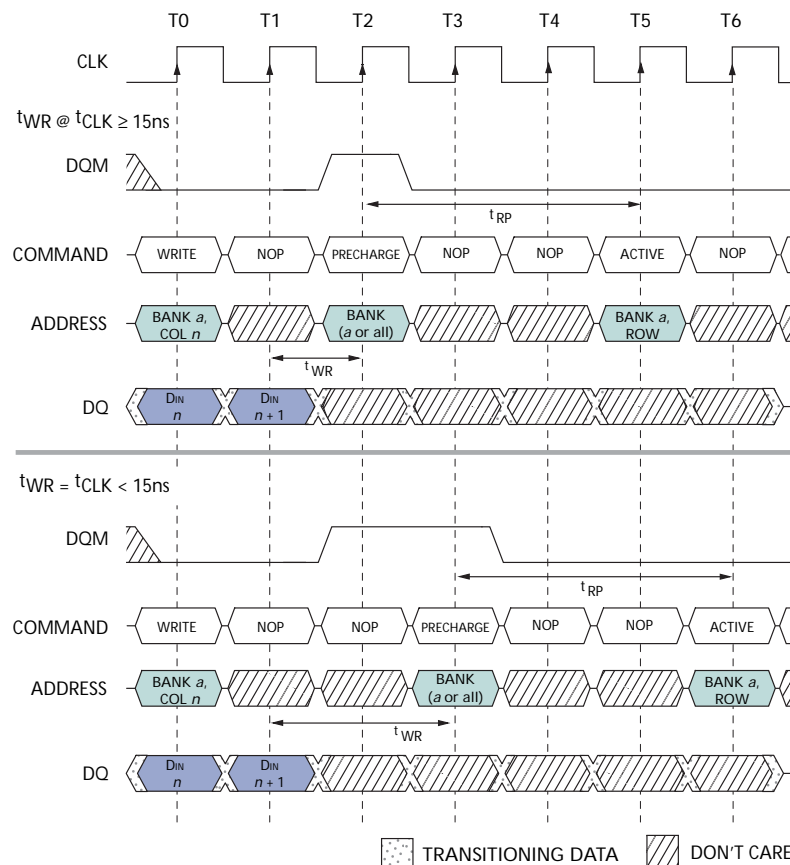 T0 T1 T2 T3 T4 T5 T6
CLK
tWR @ tCLK ≥ 15ns
DQM
tRP
COMMAND WRITE NOP PRECHARGE NOP NOP ACTIVE NOP
ADDRESS BANK a, COL n BANK (a or all) BANK a, ROW
tWR
DQ DIN n DIN n + 1
tWR = tCLK < 15ns
DQM
tRP
COMMAND WRITE NOP NOP PRECHARGE NOP NOP ACTIVE
ADDRESS BANK a, COL n BANK (a or all) BANK a, ROW
tWR
DQ DIN n DIN n + 1
TRANSITIONING DATA DON'T CARE